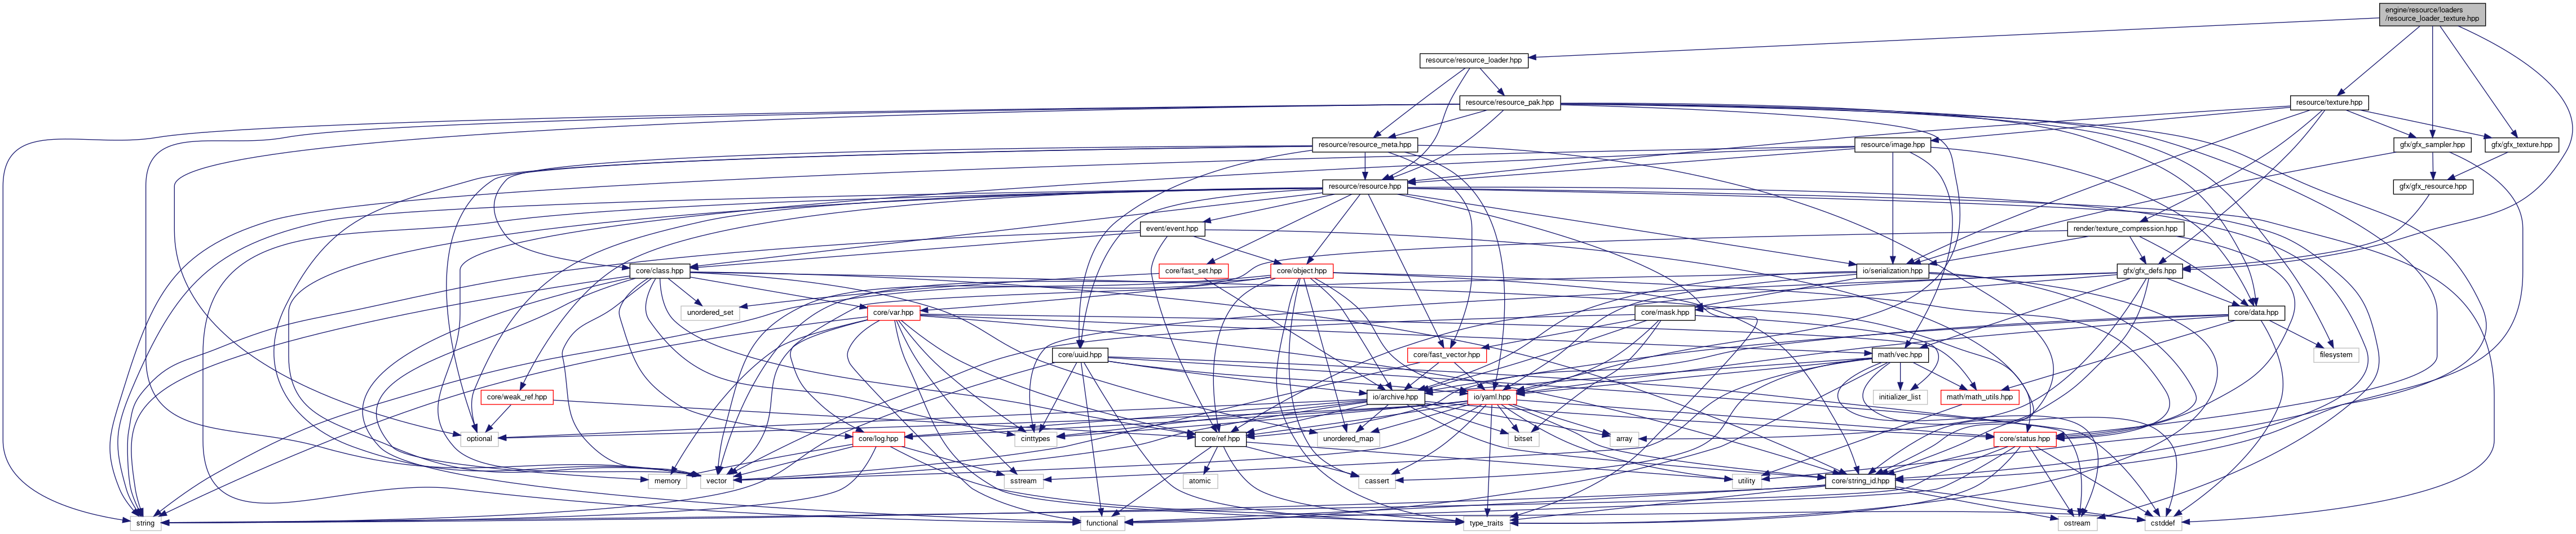 engine/resource/loaders
/resource_loader_texture.hpp
resource/resource_loader.hpp
resource/resource_pak.hpp
resource/texture.hpp
resource/resource_meta.hpp
resource/image.hpp
gfx/gfx_sampler.hpp
gfx/gfx_texture.hpp
resource/resource.hpp
gfx/gfx_resource.hpp
event/event.hpp
render/texture_compression.hpp
core/class.hpp
core/fast_set.hpp
core/object.hpp
io/serialization.hpp
gfx/gfx_defs.hpp
unordered_set
core/var.hpp
core/mask.hpp
core/data.hpp
core/uuid.hpp
core/fast_vector.hpp
math/vec.hpp
filesystem
core/weak_ref.hpp
io/archive.hpp
io/yaml.hpp
initializer_list
math/math_utils.hpp
optional
core/log.hpp
cinttypes
core/ref.hpp
unordered_map
bitset
array
core/status.hpp
memory
vector
sstream
atomic
cassert
utility
core/string_id.hpp
string
functional
type_traits
ostream
cstddef